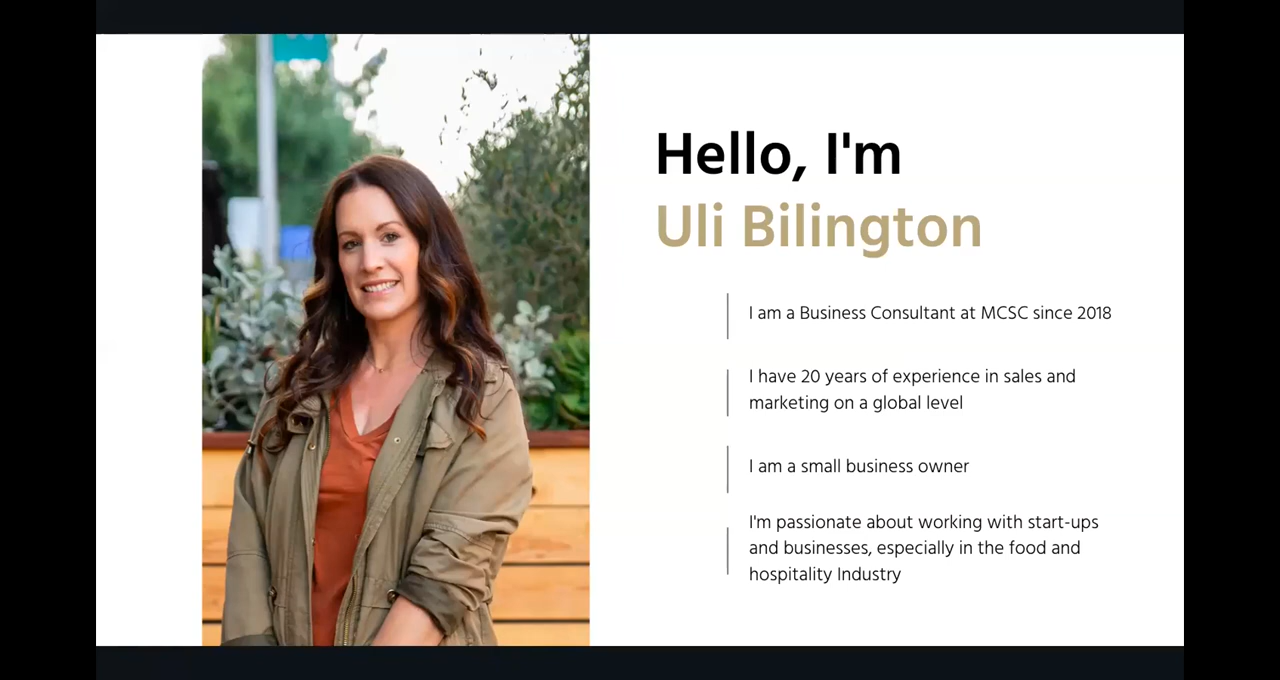 Hello, I'm
Uli Bilington
I am a Business Consultant at MCSC since 2018
I have 20 years of experience in sales and
marketing on a global level
I am a small business owner
I'm passionate about working with start-ups
and businesses, especially in the food and
hospitality Industry